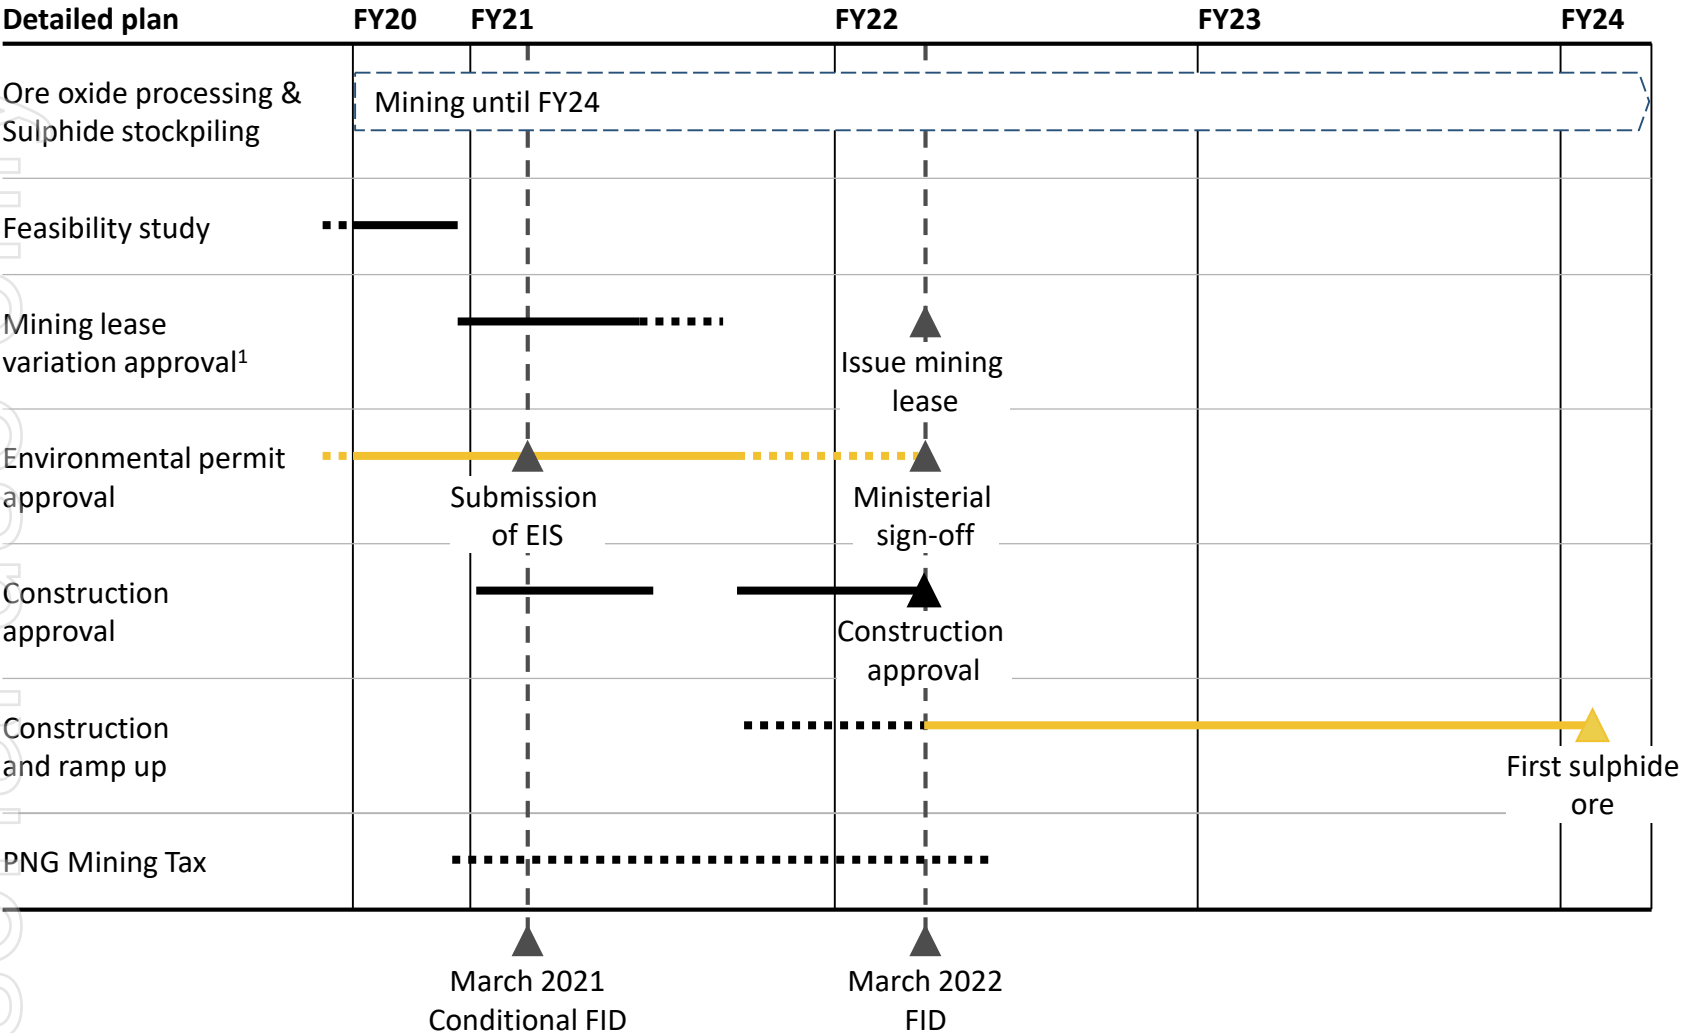 Detailed plan FY20 FY21 FY22 FY23 FY24
Ore oxide processing &
Sulphide stockpiling
Mining until FY24
Feasibility study
Mining lease
variation approval¹
Issue mining
lease
Environmental permit
approval
Submission
of EIS
Ministerial
sign-off
Construction
approval
Construction
approval
Construction
and ramp up
First sulphide
ore
PNG Mining Tax
March 2021
Conditional FID
March 2022
FID